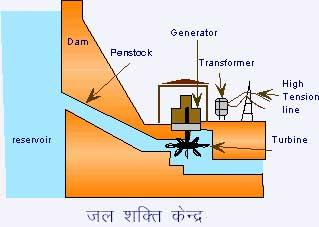 Dam
Penstock
Generator
Transformer
High
Tension
line
reservoir
Turbine
जल शक्ति केन्द्र